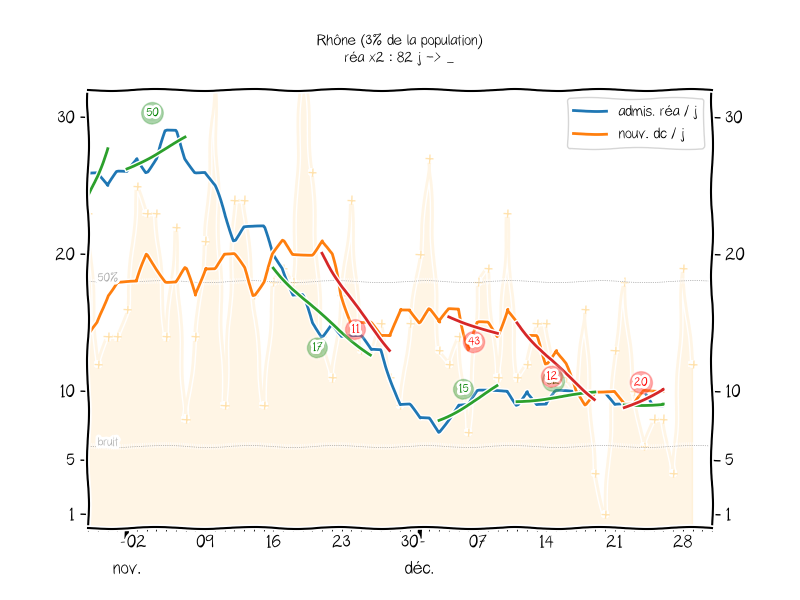 Rhône (3% de la population)
réa x2 : 82 j -> _
admis. réa / j
nouv. dc / j
30 30
20 20
10 10
5 5
1 1
50%
bruit
50
17
11
15
43
12
20
02 09 16 23 30 07 14 21 28
nov. déc.